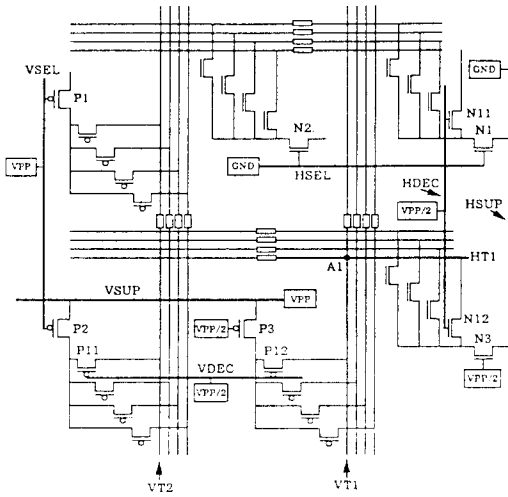 VSEL
GND
P1
N11
N2
N1
VPP
GND
HSEL
HDEC
HSUP
VPP/2
A1
HT1
VSUP
VPP
P2
VPP/2
P3
N12
N3
P11
P12
VDEC
VPP/2
VPP/2
VT2
VT1